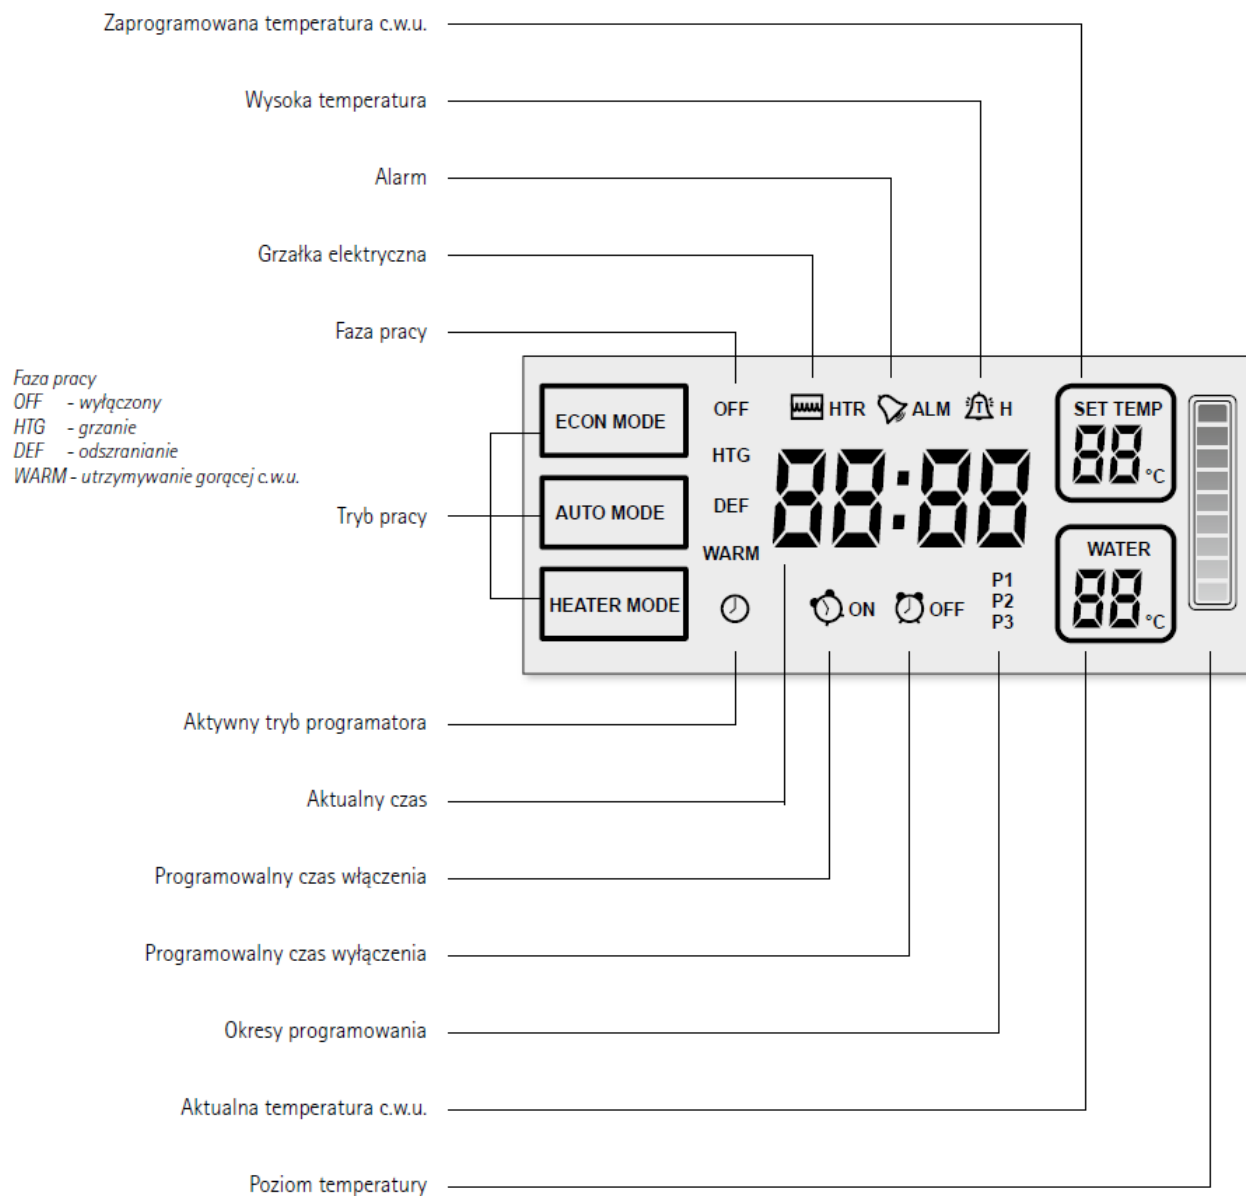 Zaprogramowana temperatura c.w.u.
Wysoka temperatura
Alarm
Grzałka elektryczna
Faza pracy
Faza pracy
OFF - wyłączony
HTG - grzanie
DEF - odszranianie
WARM - utrzymywanie gorącej c.w.u.
Tryb pracy
ECON MODE
AUTO MODE
HEATER MODE
OFF
HTG
DEF
WARM
HTR
ALM
T H
88:88
ON
OFF
P1
P2
P3
SET TEMP
88 °C
WATER
88 °C
Aktywny tryb programatora
Aktualny czas
Programowalny czas włączenia
Programowalny czas wyłączenia
Okresy programowania
Aktualna temperatura c.w.u.
Poziom temperatury